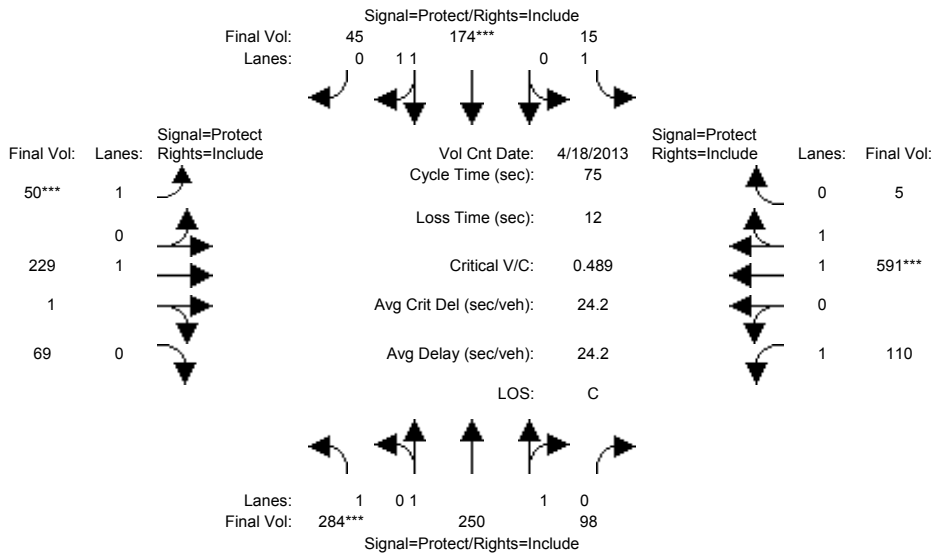 Signal=Protect/Rights=Include
Final Vol: 45 174*** 15
Lanes: 0 1 1 0 1
Signal=Protect Signal=Protect
Final Vol: Lanes: Rights=Include Vol Cnt Date: 4/18/2013 Rights=Include Lanes: Final Vol:
Cycle Time (sec): 75
50*** 1 0 5
Loss Time (sec): 12
0 1
229 1 Critical V/C: 0.489 1 591***
1 Avg Crit Del (sec/veh): 24.2 0
69 0 Avg Delay (sec/veh): 24.2 1 110
LOS: C
Lanes: 1 0 1 1 0
Final Vol: 284*** 250 98
Signal=Protect/Rights=Include